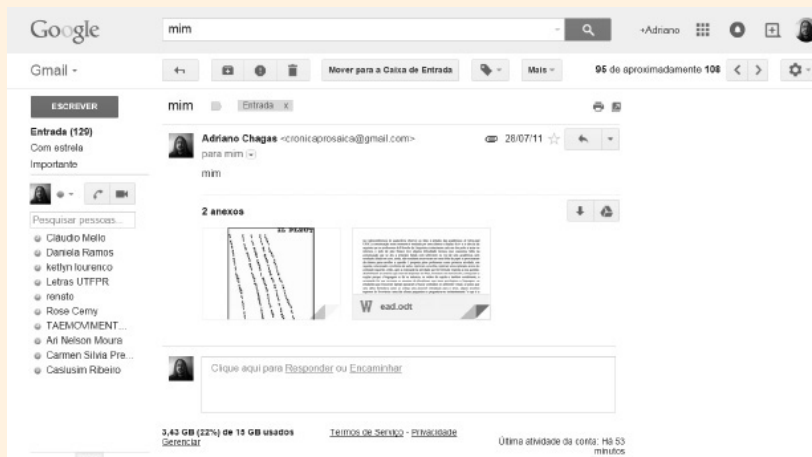 Google
mim
+Adriano
Gmail
Mover para a Caixa de Entrada
Mais
95 de aproximadamente 108
ESCREVER
Entrada (129)
Com estrela
Importante
Pesquisar pessoas...
Cláudio Mello
Daniela Ramos
ketlyn lourenco
Letras UTFPR
renato
Rose Cerny
TAEMOVIMENT...
Ari Nelson Moura
Carmen Silvia Pre...
Caslusim Ribeiro
mim
Entrada x
Adriano Chagas <cronicaprosaica@gmail.com>
28/07/11
para mim
mim
2 anexos
W ead.odt
Clique aqui para Responder ou Encaminhar
3,43 GB (22%) de 15 GB usados
Gerenciar
Termos de Serviço - Privacidade
Última atividade da conta: Há 53
minutos